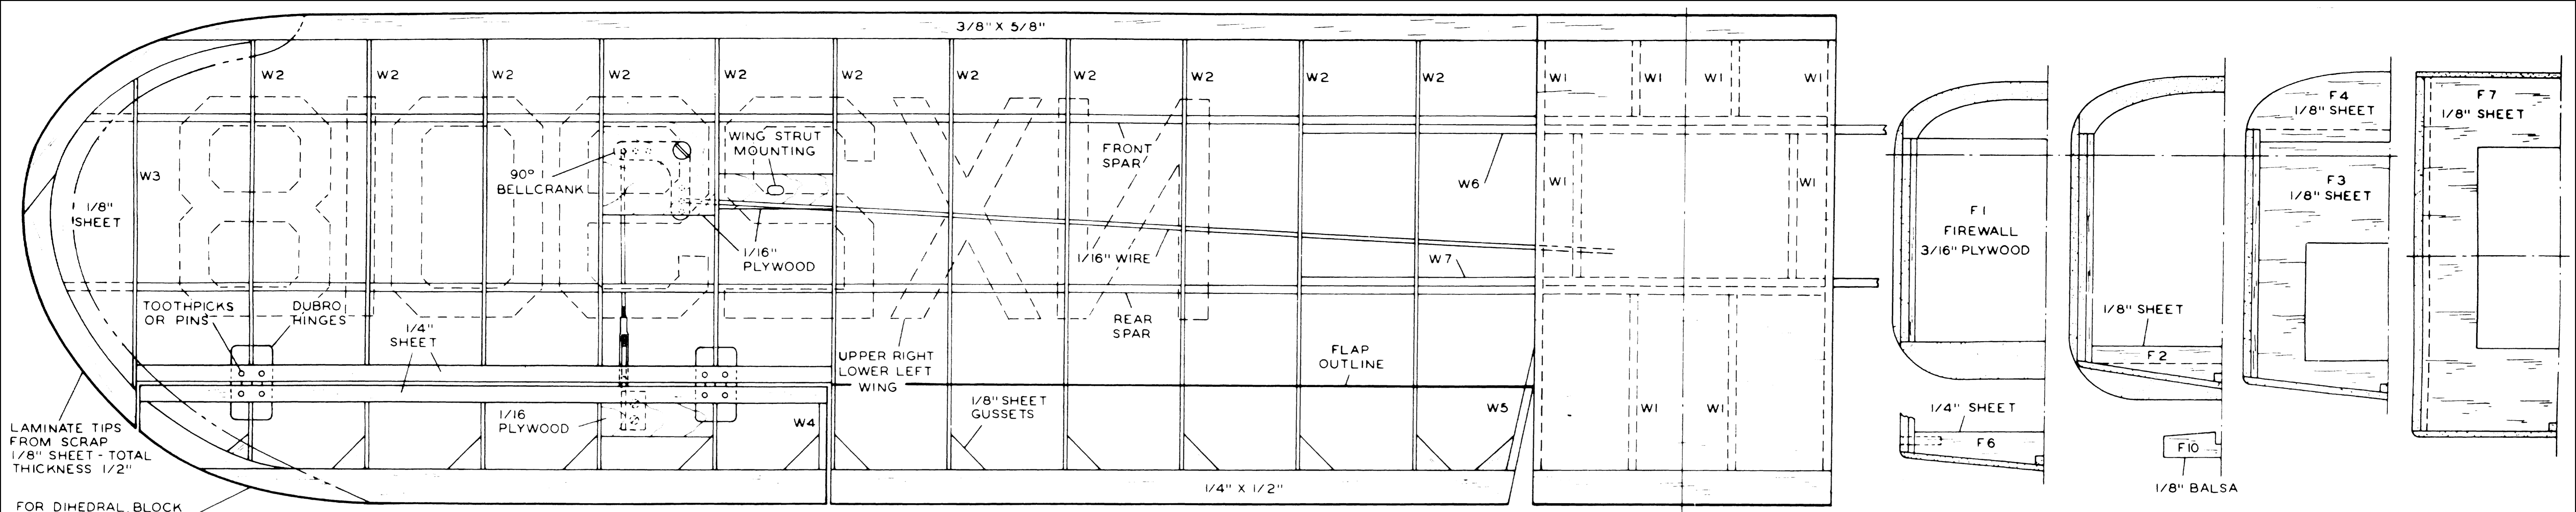 3/8" X 5/8"
W2
W2
W2
W2
W2
W2
W2
W2
W2
W2
W2
W1
W1
W1
W1
W3
1/8"
SHEET
90°
BELLCRANK
WING STRUT
MOUNTING
FRONT
SPAR
W6
W1
W1
1/16"
PLYWOOD
1/16" WIRE
W7
TOOTHPICKS
OR PINS
DUBRO
HINGES
1/4"
SHEET
REAR
SPAR
UPPER RIGHT
LOWER LEFT
WING
FLAP
OUTLINE
1/16
PLYWOOD
W4
1/8" SHEET
GUSSETS
W5
W1
W1
LAMINATE TIPS
FROM SCRAP
1/8" SHEET - TOTAL
THICKNESS 1/2"
1/4" X 1/2"
FOR DIHEDRAL BLOCK
F1
FIREWALL
3/16" PLYWOOD
1/8" SHEET
F2
F4
1/8" SHEET
F3
1/8" SHEET
F7
1/8" SHEET
1/4" SHEET
F6
F10
1/8" BALSA